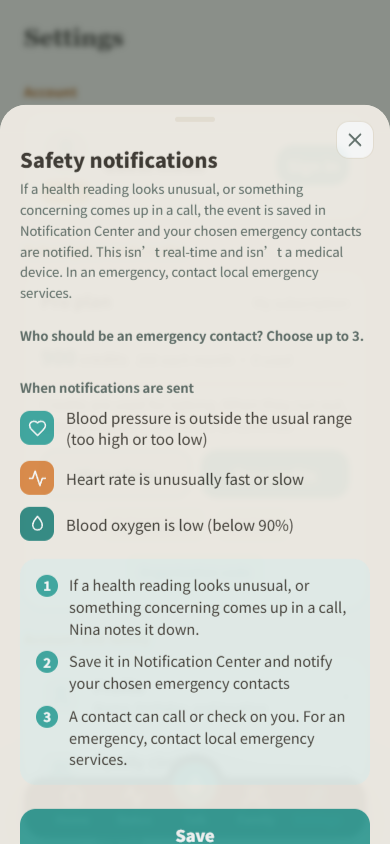 Settings
Account
Safety notifications
If a health reading looks unusual, or something
concerning comes up in a call, the event is saved in
Notification Center and your chosen emergency contacts
are notified. This isn’t real-time and isn’t a medical
device. In an emergency, contact local emergency
services.
Who should be an emergency contact? Choose up to 3.
When notifications are sent
Blood pressure is outside the usual range
(too high or too low)
Heart rate is unusually fast or slow
Blood oxygen is low (below 90%)
1 If a health reading looks unusual, or
something concerning comes up in a call,
Nina notes it down.
2 Save it in Notification Center and notify
your chosen emergency contacts
3 A contact can call or check on you. For an
emergency, contact local emergency
services.
Save